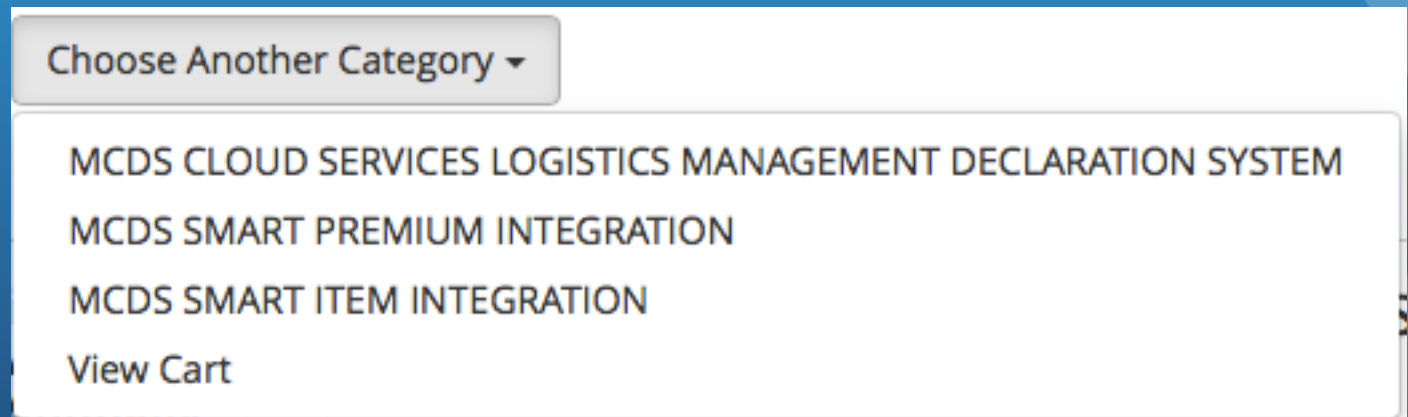 Choose Another Category
MCDS CLOUD SERVICES LOGISTICS MANAGEMENT DECLARATION SYSTEM
MCDS SMART PREMIUM INTEGRATION
MCDS SMART ITEM INTEGRATION
View Cart